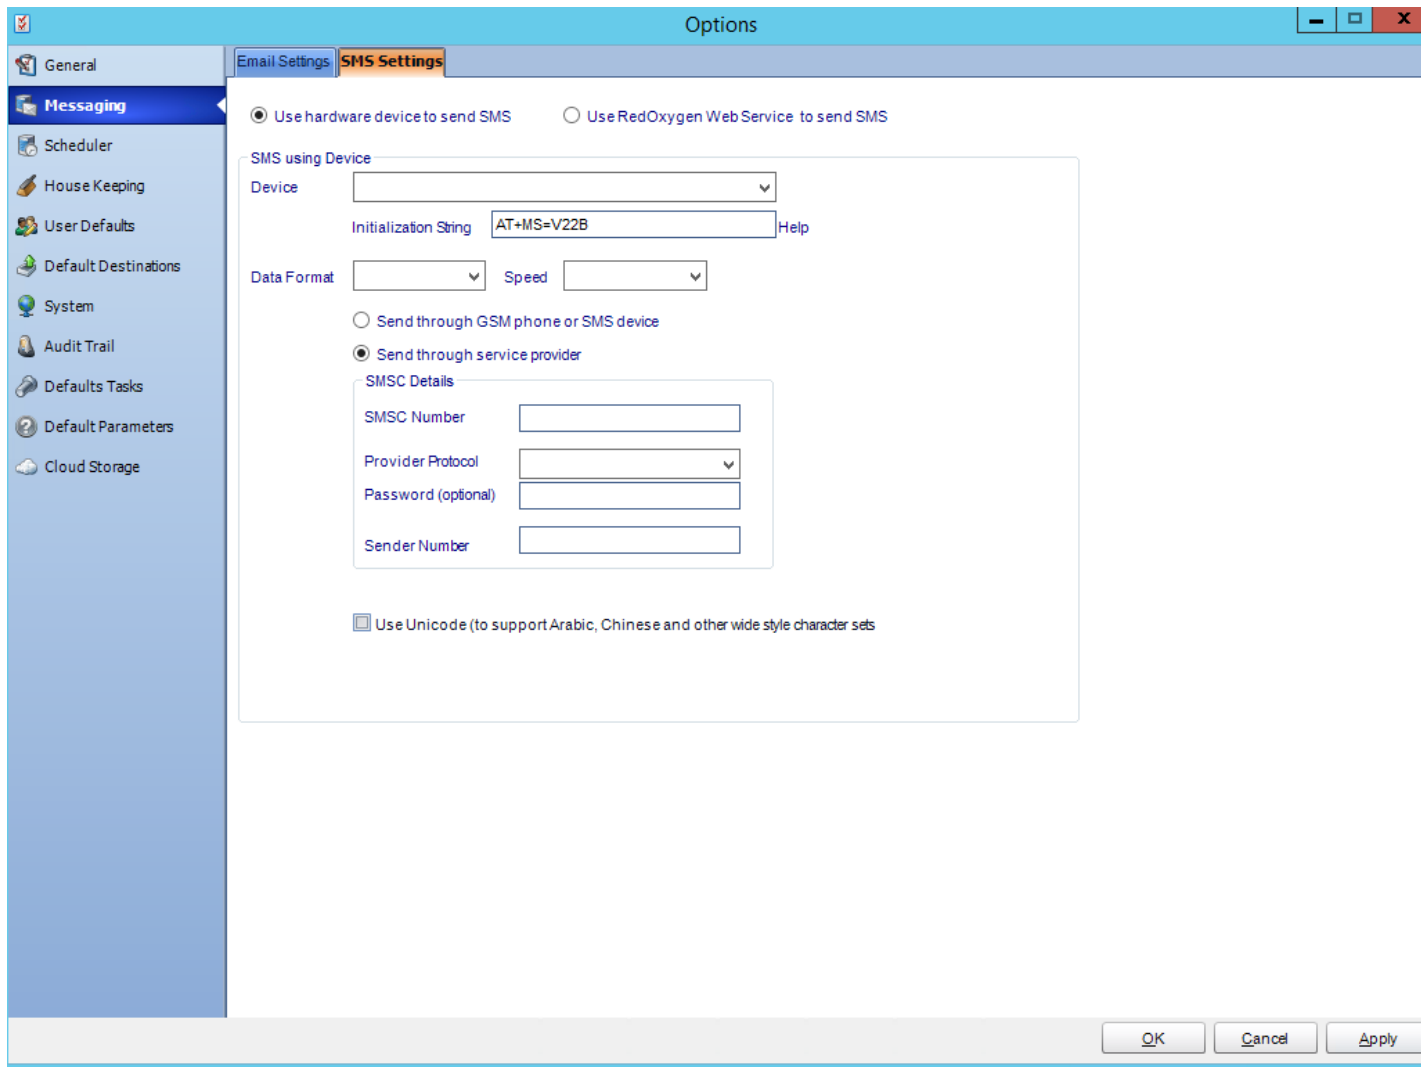 Options
General
Messaging
Scheduler
House Keeping
User Defaults
Default Destinations
System
Audit Trail
Defaults Tasks
Default Parameters
Cloud Storage
Email Settings SMS Settings
Use hardware device to send SMS Use RedOxygen Web Service to send SMS
SMS using Device
Device
Initialization String AT+MS=V22B Help
Data Format Speed
Send through GSM phone or SMS device
Send through service provider
SMSC Details
SMSC Number
Provider Protocol
Password (optional)
Sender Number
Use Unicode (to support Arabic, Chinese and other wide style character sets
OK Cancel Apply